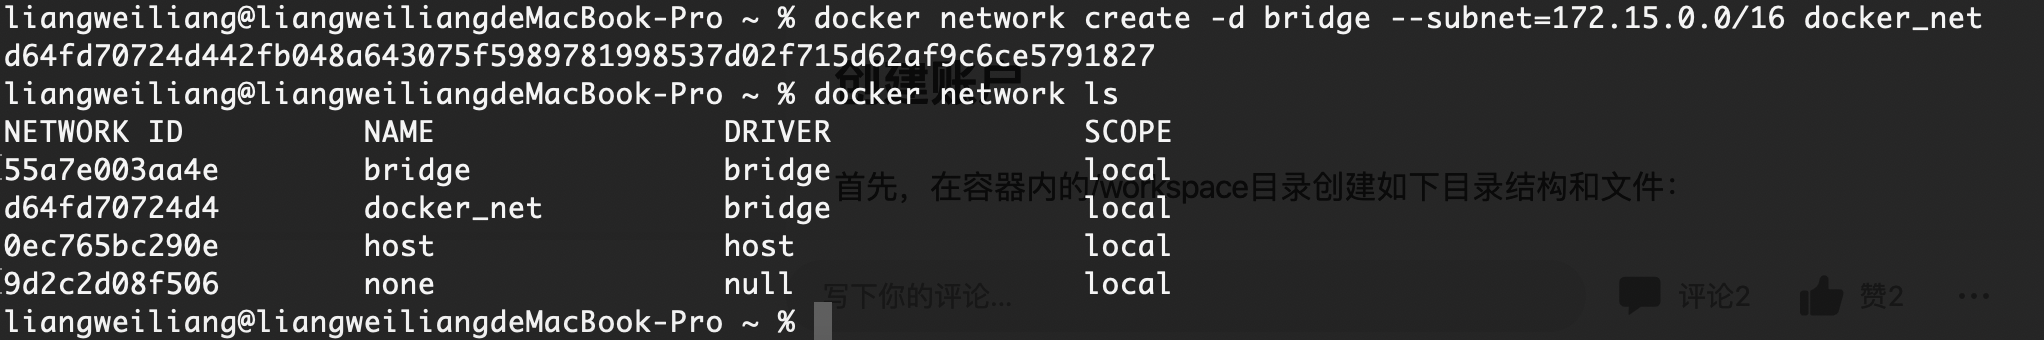 liangweiliang@liangweiliangdeMacBook-Pro ~ % docker network create -d bridge --subnet=172.15.0.0/16 docker_net
d64fd70724d442fb048a643075f5989781998537d02f715d62af9c6ce5791827
创建账户
liangweiliang@liangweiliangdeMacBook-Pro ~ % docker network ls
NETWORK ID NAME DRIVER SCOPE
55a7e003aa4e bridge bridge local
首先，在容器内的/workspace目录创建如下目录结构和文件：
d64fd70724d4 docker_net bridge local
0ec765bc290e host host local
9d2c2d08f506 none null local
写下你的评论... 评论2 赞2 ...
liangweiliang@liangweiliangdeMacBook-Pro ~ %